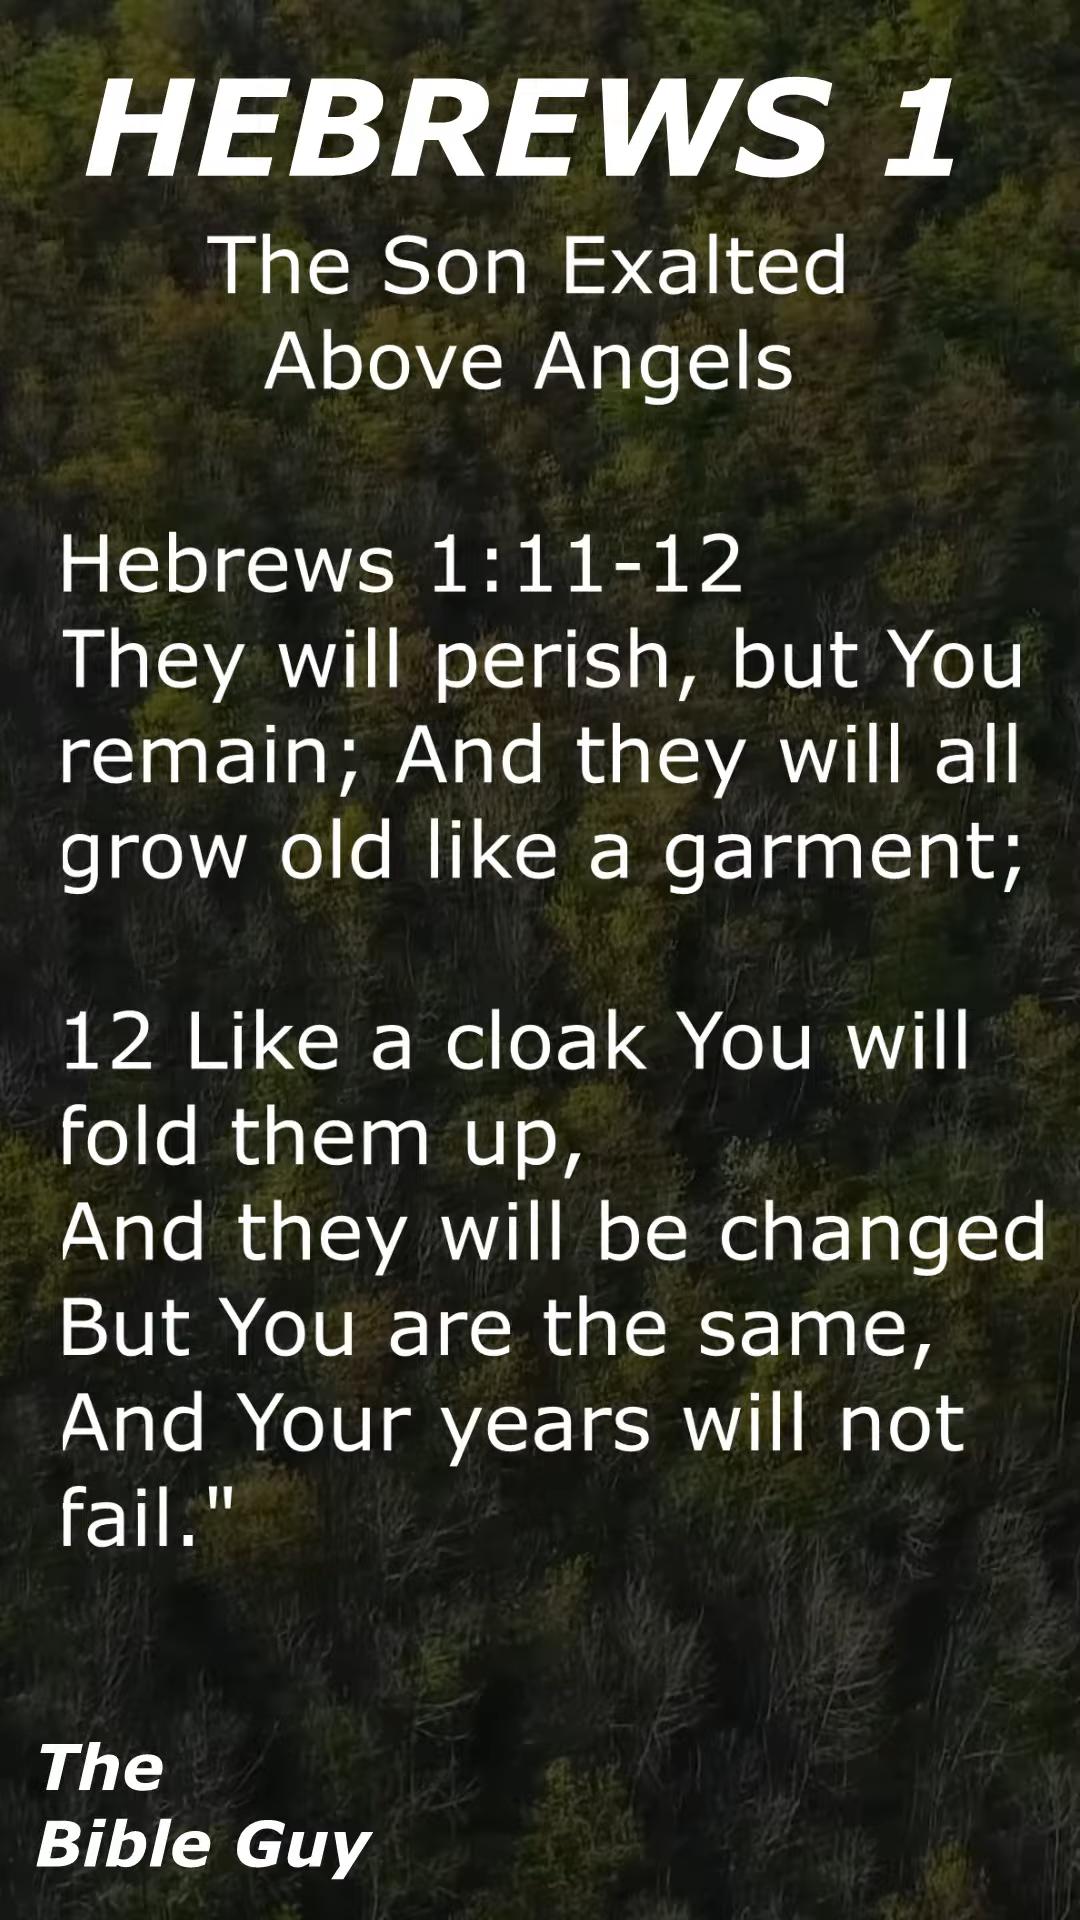 HEBREWS 1
The Son Exalted
Above Angels
Hebrews 1:11-12
They will perish, but You
remain; And they will all
grow old like a garment;
12 Like a cloak You will
fold them up,
And they will be changed
But You are the same,
And Your years will not
fail."
The
Bible Guy